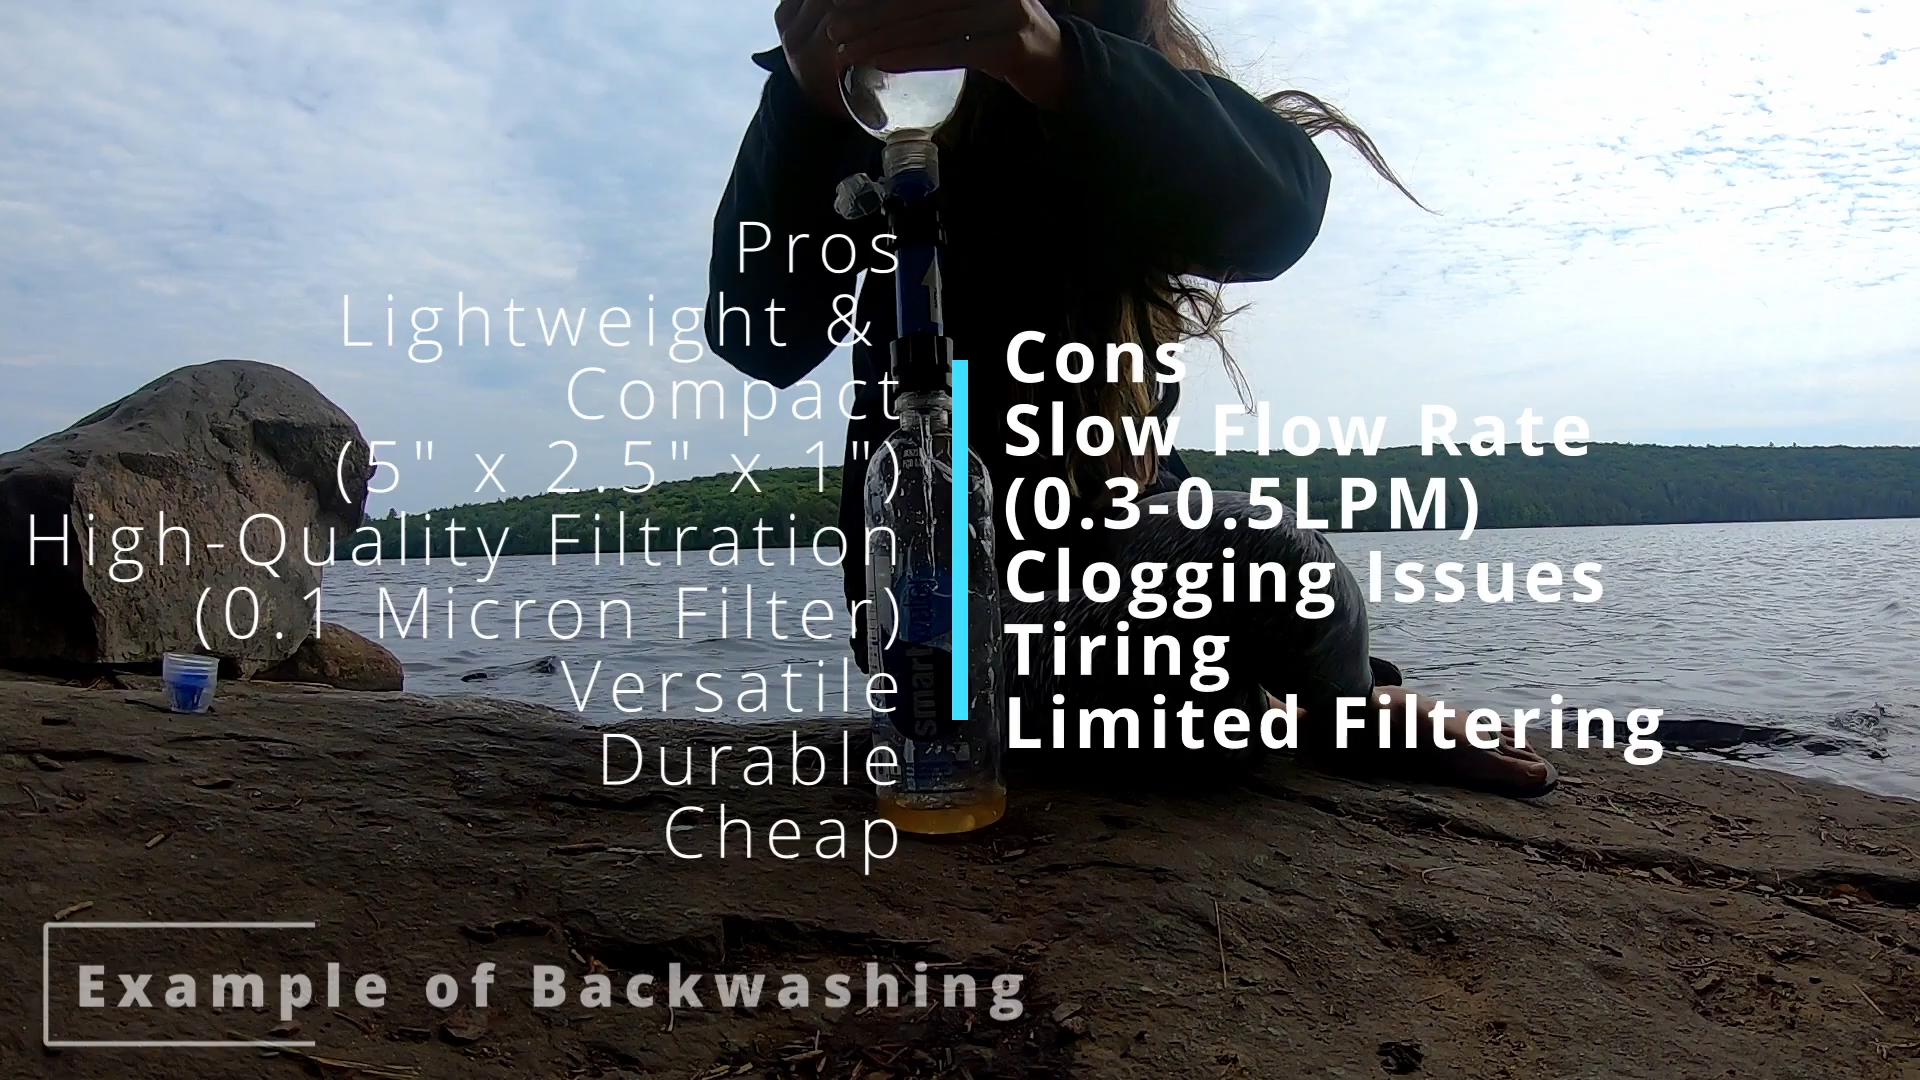 Pros
Lightweight &
Compact
(5" x 2.5" x 1")
High-Quality Filtration
(0.1 Micron Filter)
Versatile
Durable
Cheap
Cons
Slow Flow Rate
(0.3-0.5LPM)
Clogging Issues
Tiring
Limited Filtering
smartwater
Example of Backwashing